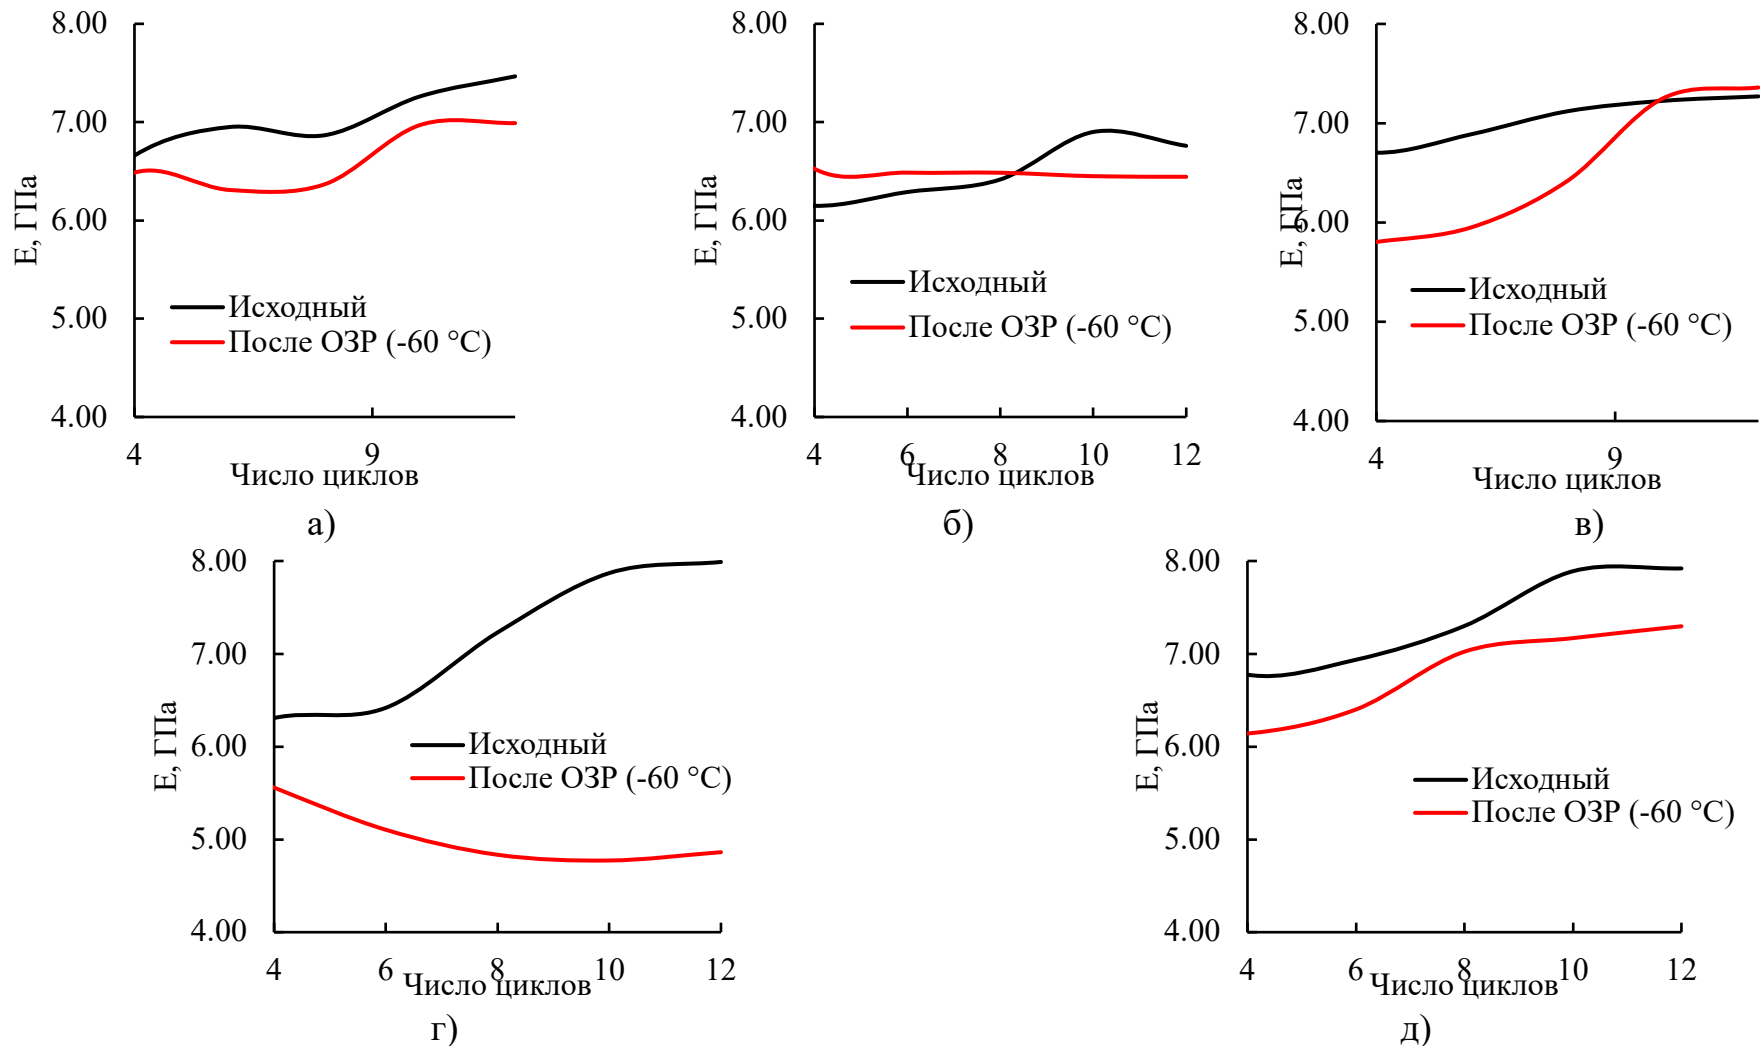 8.00
7.00
6.00
5.00
4.00
4
9
Е, ГПа
Число циклов
Исходный
После ОЗР (-60 °С)
а)
8.00
7.00
6.00
5.00
4.00
4
6
8
10
12
Е, ГПа
Число циклов
Исходный
После ОЗР (-60 °С)
б)
8.00
7.00
6.00
5.00
4.00
4
9
Е, ГПа
Число циклов
Исходный
После ОЗР (-60 °С)
в)
8.00
7.00
6.00
5.00
4.00
4
6
8
10
12
Е, ГПа
Число циклов
Исходный
После ОЗР (-60 °С)
г)
8.00
7.00
6.00
5.00
4.00
4
6
8
10
12
Е, ГПа
Число циклов
Исходный
После ОЗР (-60 °С)
д)